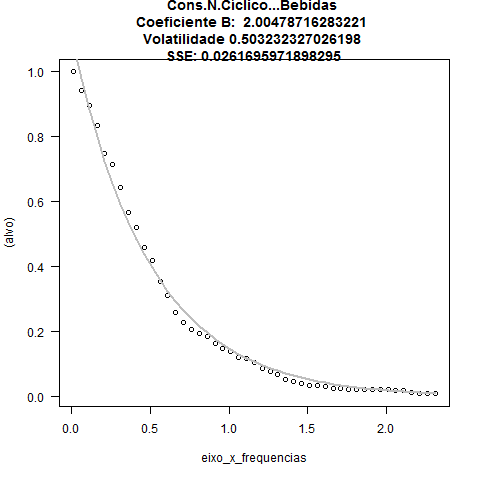 Cons.N.Ciclico...Bebidas
Coeficiente B: 2.00478716283221
Volatilidade 0.503232327026198
SSE: 0.0261695971898295
1.0
0.8
0.6
0.4
0.2
0.0
(alvo)
0.0 0.5 1.0 1.5 2.0
eixo_x_frequencias